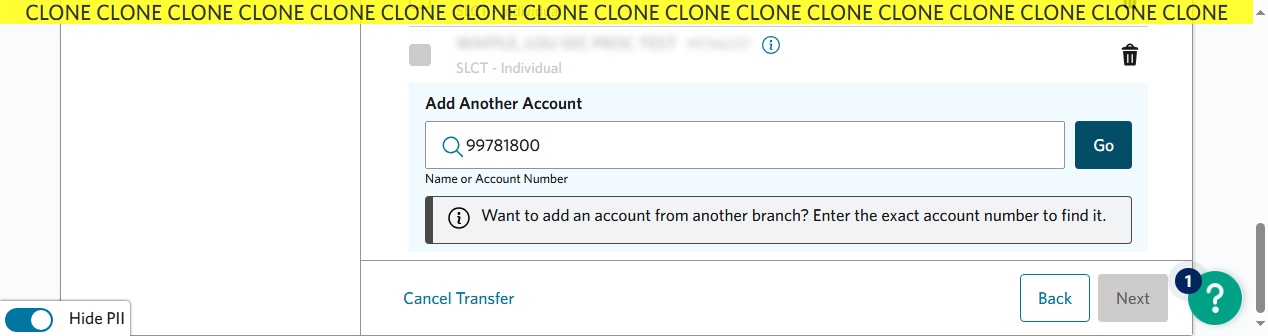 CLONE CLONE CLONE CLONE CLONE CLONE CLONE CLONE CLONE CLONE CLONE CLONE CLONE CLONE CLONE CLONE CLONE
SLCT - Individual
Add Another Account
99781800
Go
Name or Account Number
Want to add an account from another branch? Enter the exact account number to find it.
Cancel Transfer
Back
Next
1
?
Hide PII